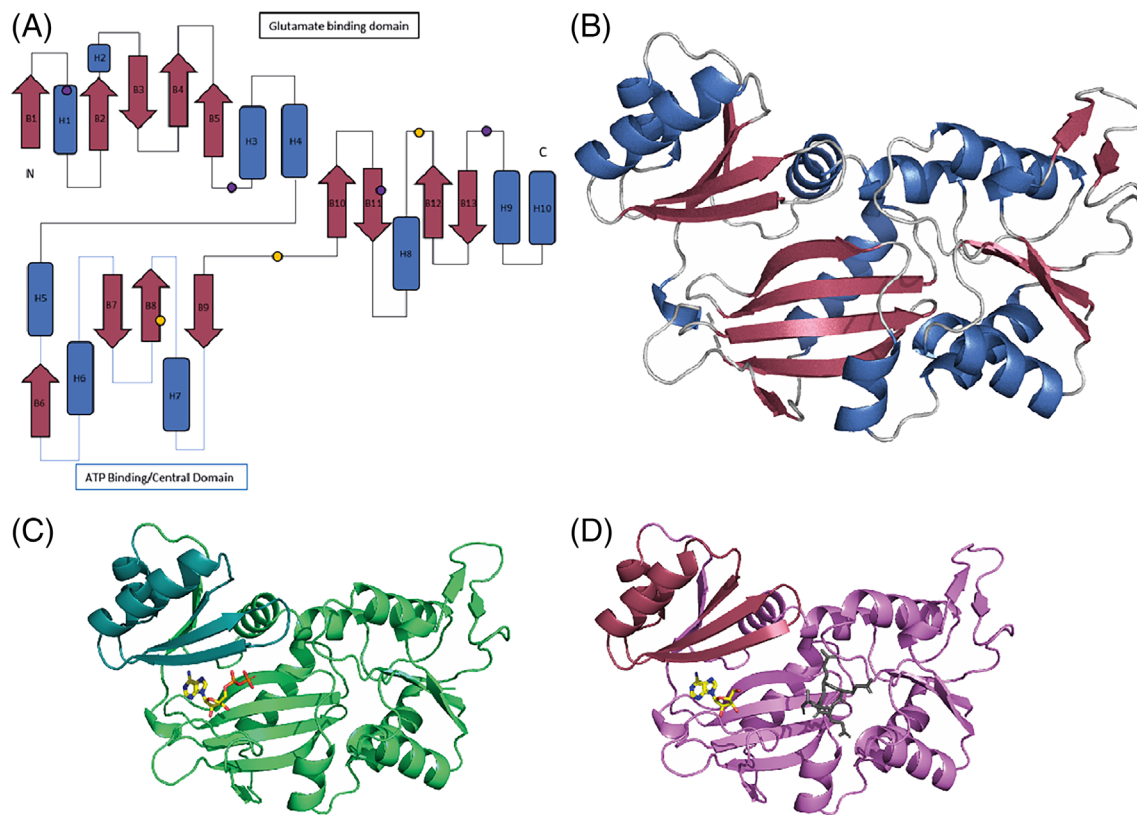 (A)
Glutamate binding domain
(B)
H2
B3
B4
B1
H1
B2
B5
H3
H4
N
C
B10
B11
B12
B13
H9
H10
H8
H5
B7
B8
B9
H6
H7
B6
ATP Binding/Central Domain
(C)
(D)